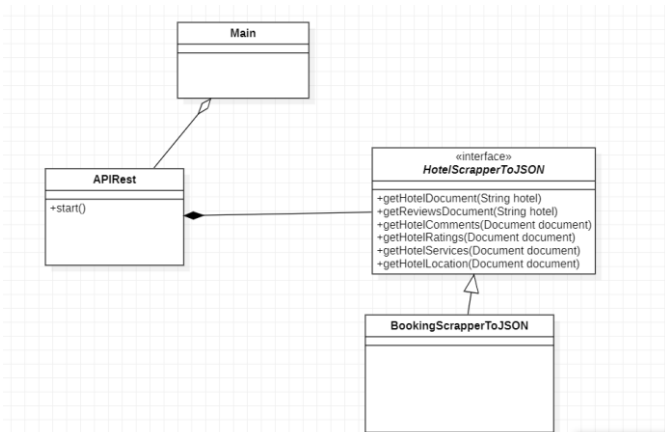 Main
APIRest
+start()
«interface»
HotelScrapperToJSON
+getHotelDocument(String hotel)
+getReviewsDocument(String hotel)
+getHotelComments(Document document)
+getHotelRatings(Document document)
+getHotelServices(Document document)
+getHotelLocation(Document document)
BookingScrapperToJSON